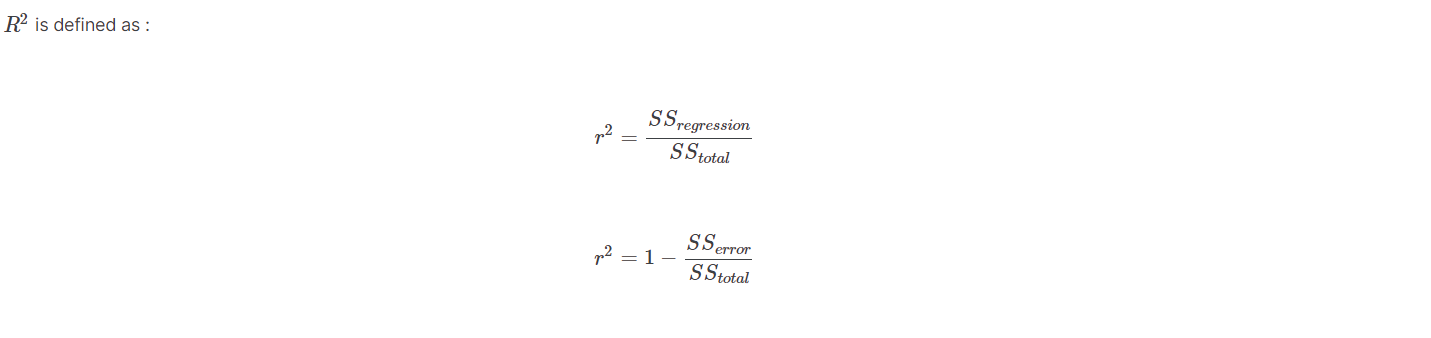 R² is defined as :
r² = SS_regression / SS_total
r² = 1 − SS_error / SS_total